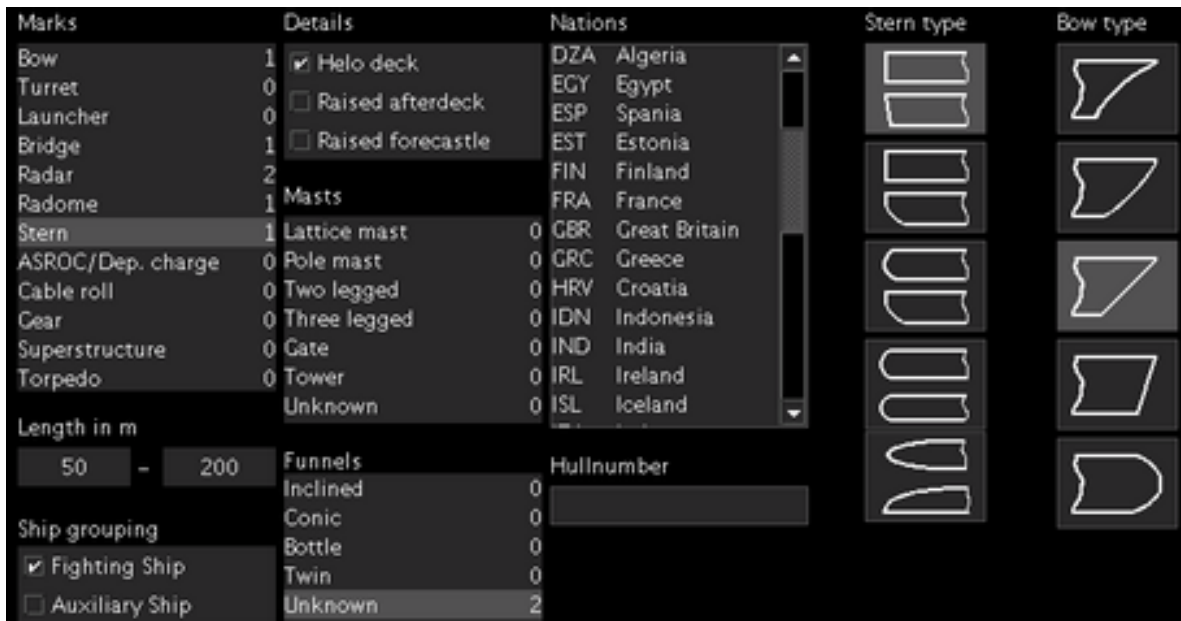 Marks
Bow 1
Turret 0
Launcher 0
Bridge 1
Radar 2
Radome 1
Stern 1
ASROC/Dep. charge 0
Cable roll 0
Gear 0
Superstructure 0
Torpedo 0
Length in m
50 - 200
Ship grouping
Fighting Ship
Auxiliary Ship
Details
Helo deck
Raised afterdeck
Raised forecastle
Masts
Lattice mast 0
Pole mast 0
Two legged 0
Three legged 0
Gate 0
Tower 0
Unknown 0
Funnels
Inclined 0
Conic 0
Bottle 0
Twin 0
Unknown 2
Nations
DZA Algeria
EGY Egypt
ESP Spania
EST Estonia
FIN Finland
FRA France
GBR Great Britain
GRC Greece
HRV Croatia
IDN Indonesia
IND India
IRL Ireland
ISL Iceland
Hullnumber
Stern type
Bow type